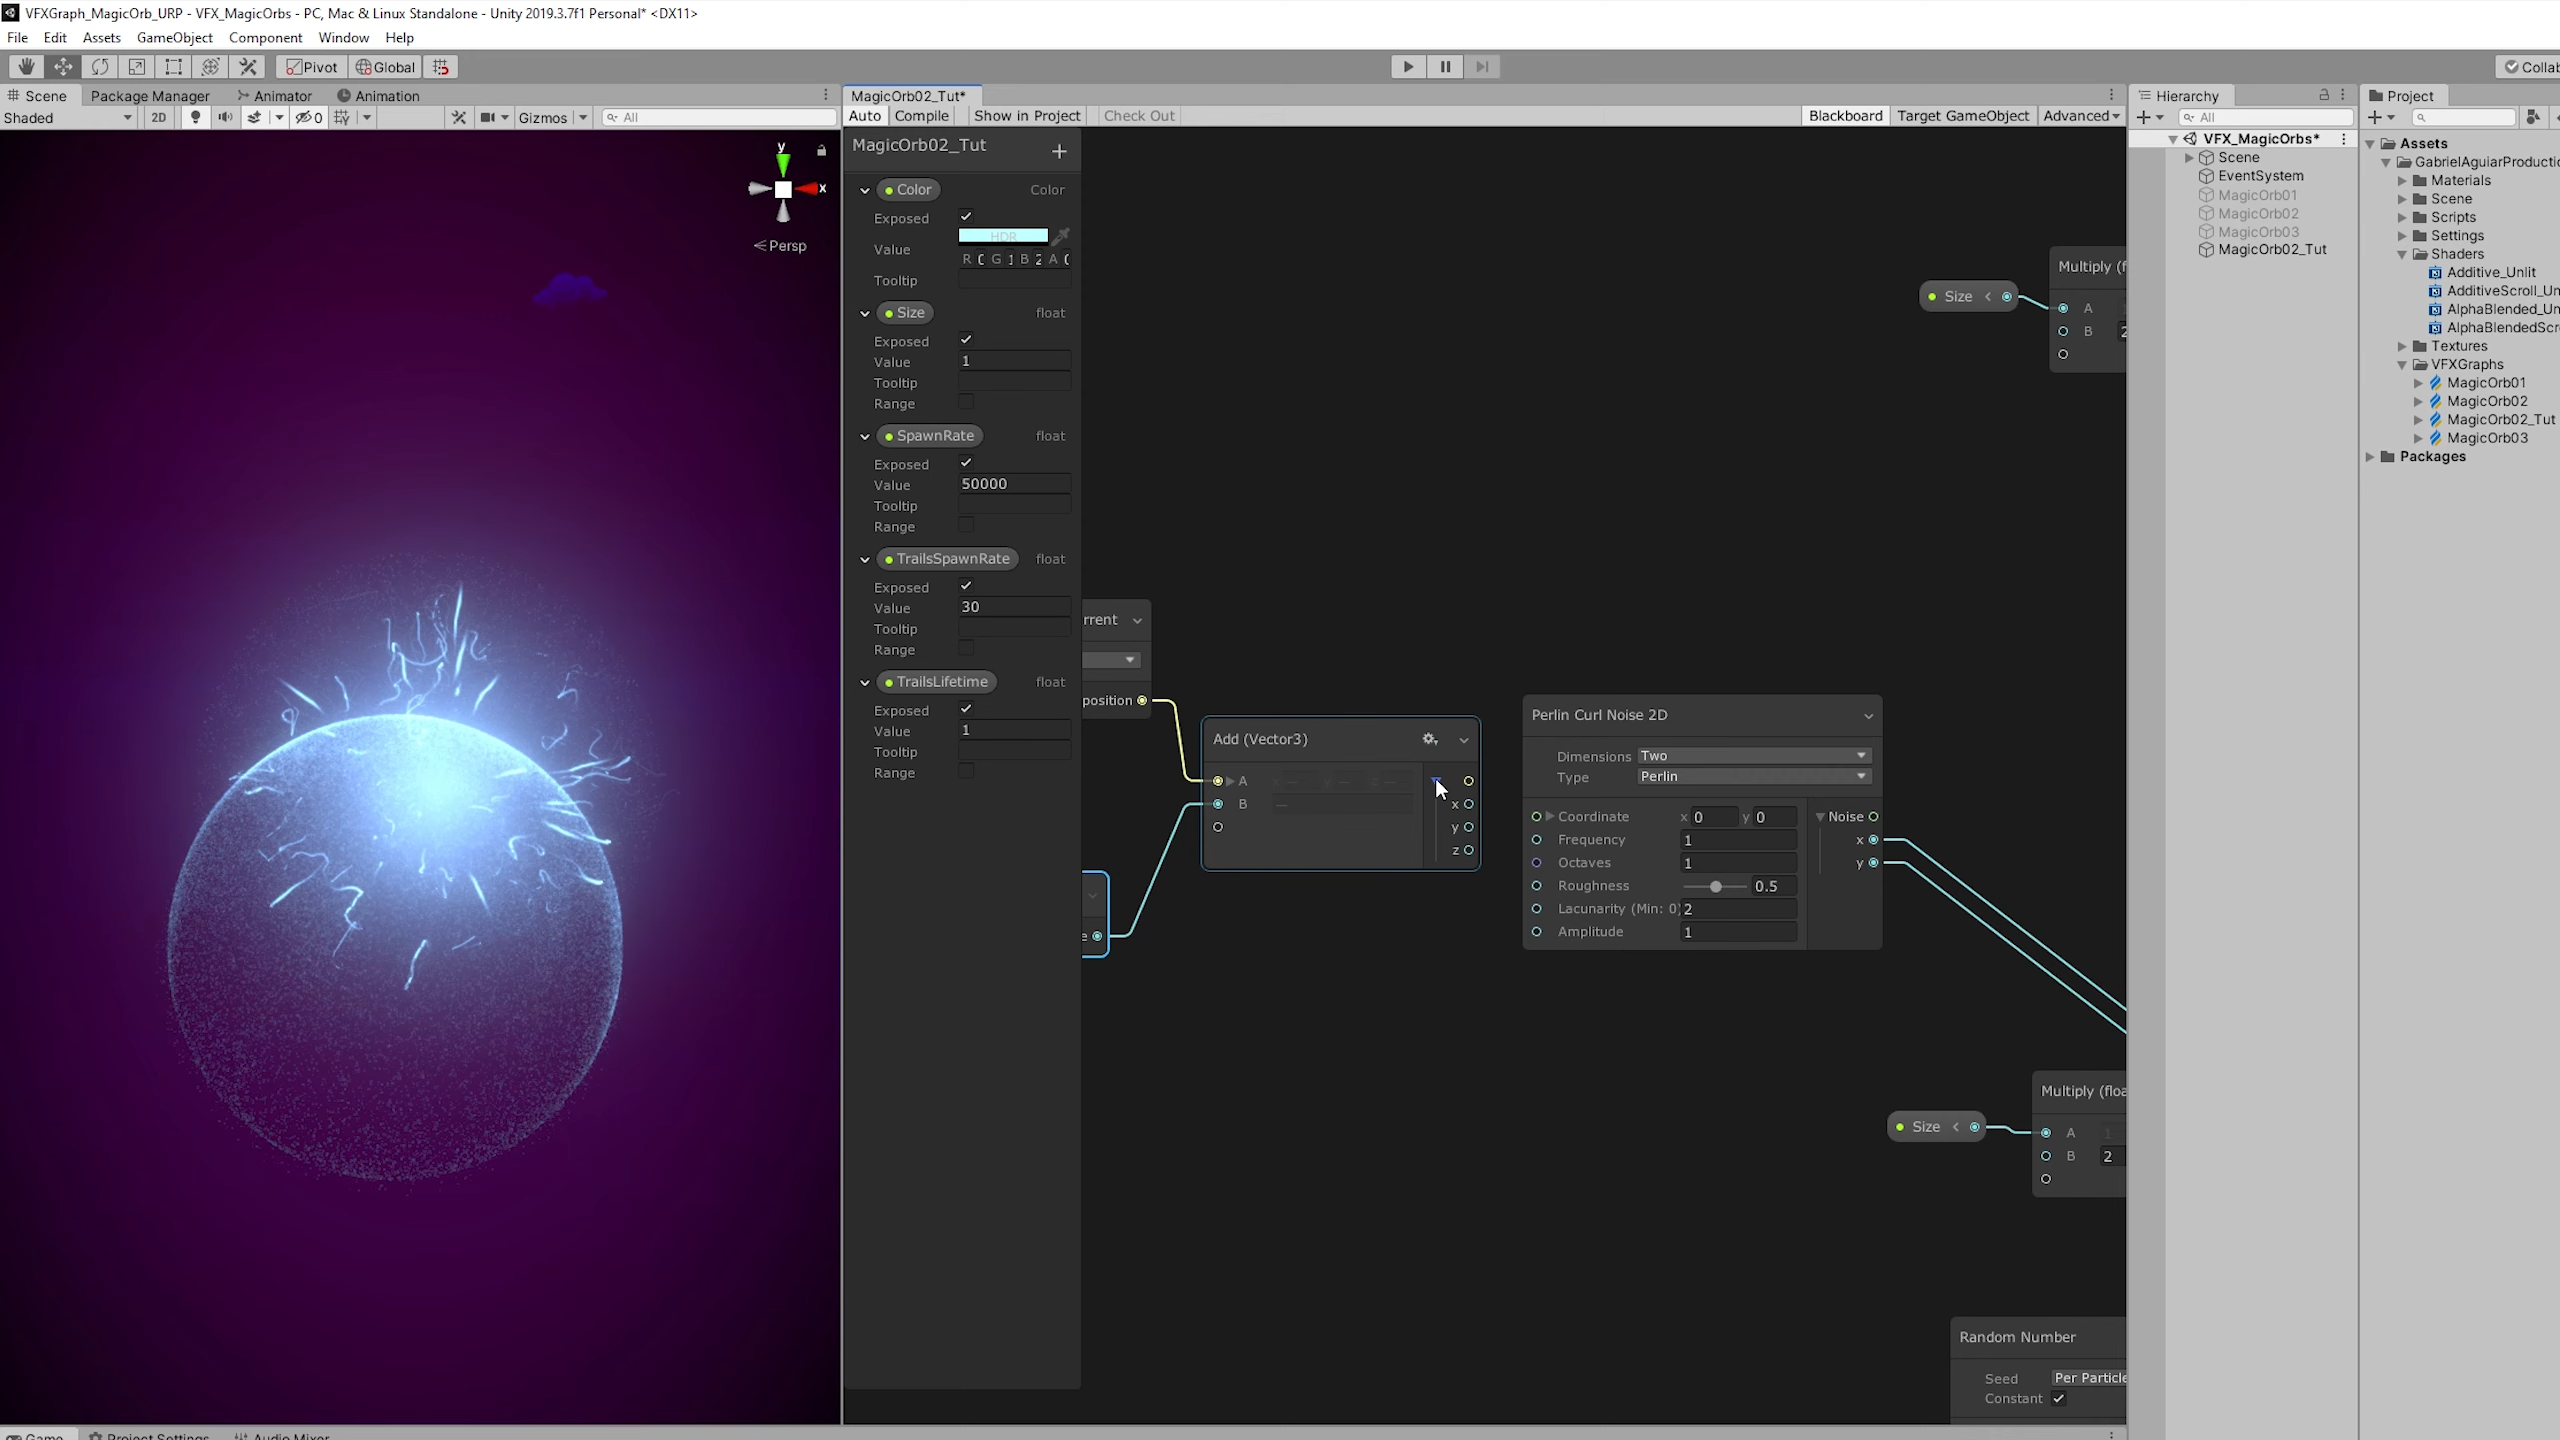 VFXGraph_MagicOrb_URP - VFX_MagicOrbs - PC, Mac & Linux Standalone - Unity 2019.3.7f1 Personal* <DX11>
File Edit Assets GameObject Component Window Help
Pivot Global Collab
Scene Package Manager Animator Animation
Shaded 2D 0 Gizmos All
y
x
Persp
MagicOrb02_Tut*
Auto Compile Show in Project Check Out Blackboard Target GameObject Advanced
MagicOrb02_Tut +
Color Color
Exposed
Value HDR
R G 1 B 2 A
Tooltip
Size float
Exposed
Value 1
Tooltip
Range
SpawnRate float
Exposed
Value 50000
Tooltip
Range
TrailsSpawnRate float
Exposed
Value 30
Tooltip
Range
TrailsLifetime float
Exposed
Value 1
Tooltip
Range
rrent
position
e
Add (Vector3)
A
B
x
y
z
Perlin Curl Noise 2D
Dimensions Two
Type Perlin
Coordinate x 0 y 0 Noise
Frequency 1 x
Octaves 1 y
Roughness 0.5
Lacunarity (Min: 0) 2
Amplitude 1
Size
Multiply (f
A
B 2
Size
Multiply (floa
A 1
B 2
Random Number
Seed Per Particle
Constant
Hierarchy
All
VFX_MagicOrbs*
Scene
EventSystem
MagicOrb01
MagicOrb02
MagicOrb03
MagicOrb02_Tut
Project
Assets
GabrielAguiarProductio
Materials
Scene
Scripts
Settings
Shaders
Additive_Unlit
AdditiveScroll_Un
AlphaBlended_Un
AlphaBlendedScr
Textures
VFXGraphs
MagicOrb01
MagicOrb02
MagicOrb02_Tut
MagicOrb03
Packages
Game Project Settings Audio Mixer